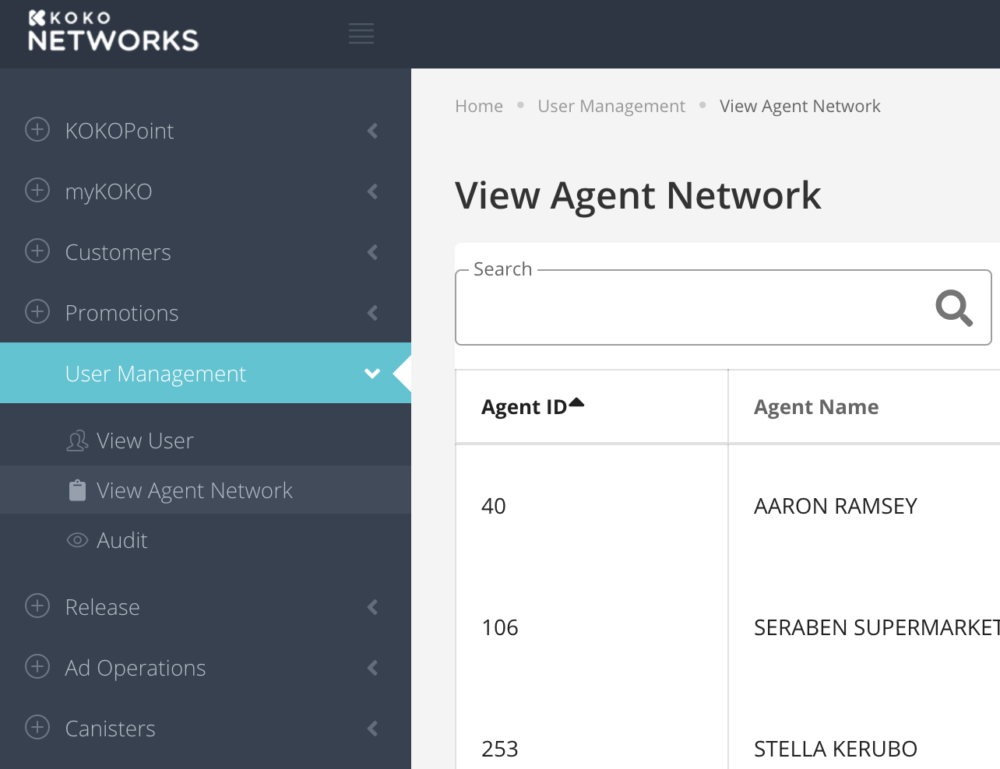 KOKO
NETWORKS
KOKOPoint
myKOKO
Customers
Promotions
User Management
View User
View Agent Network
Audit
Release
Ad Operations
Canisters
Home • User Management • View Agent Network
View Agent Network
Search
Agent ID Agent Name
40 AARON RAMSEY
106 SERABEN SUPERMARKET
253 STELLA KERUBO